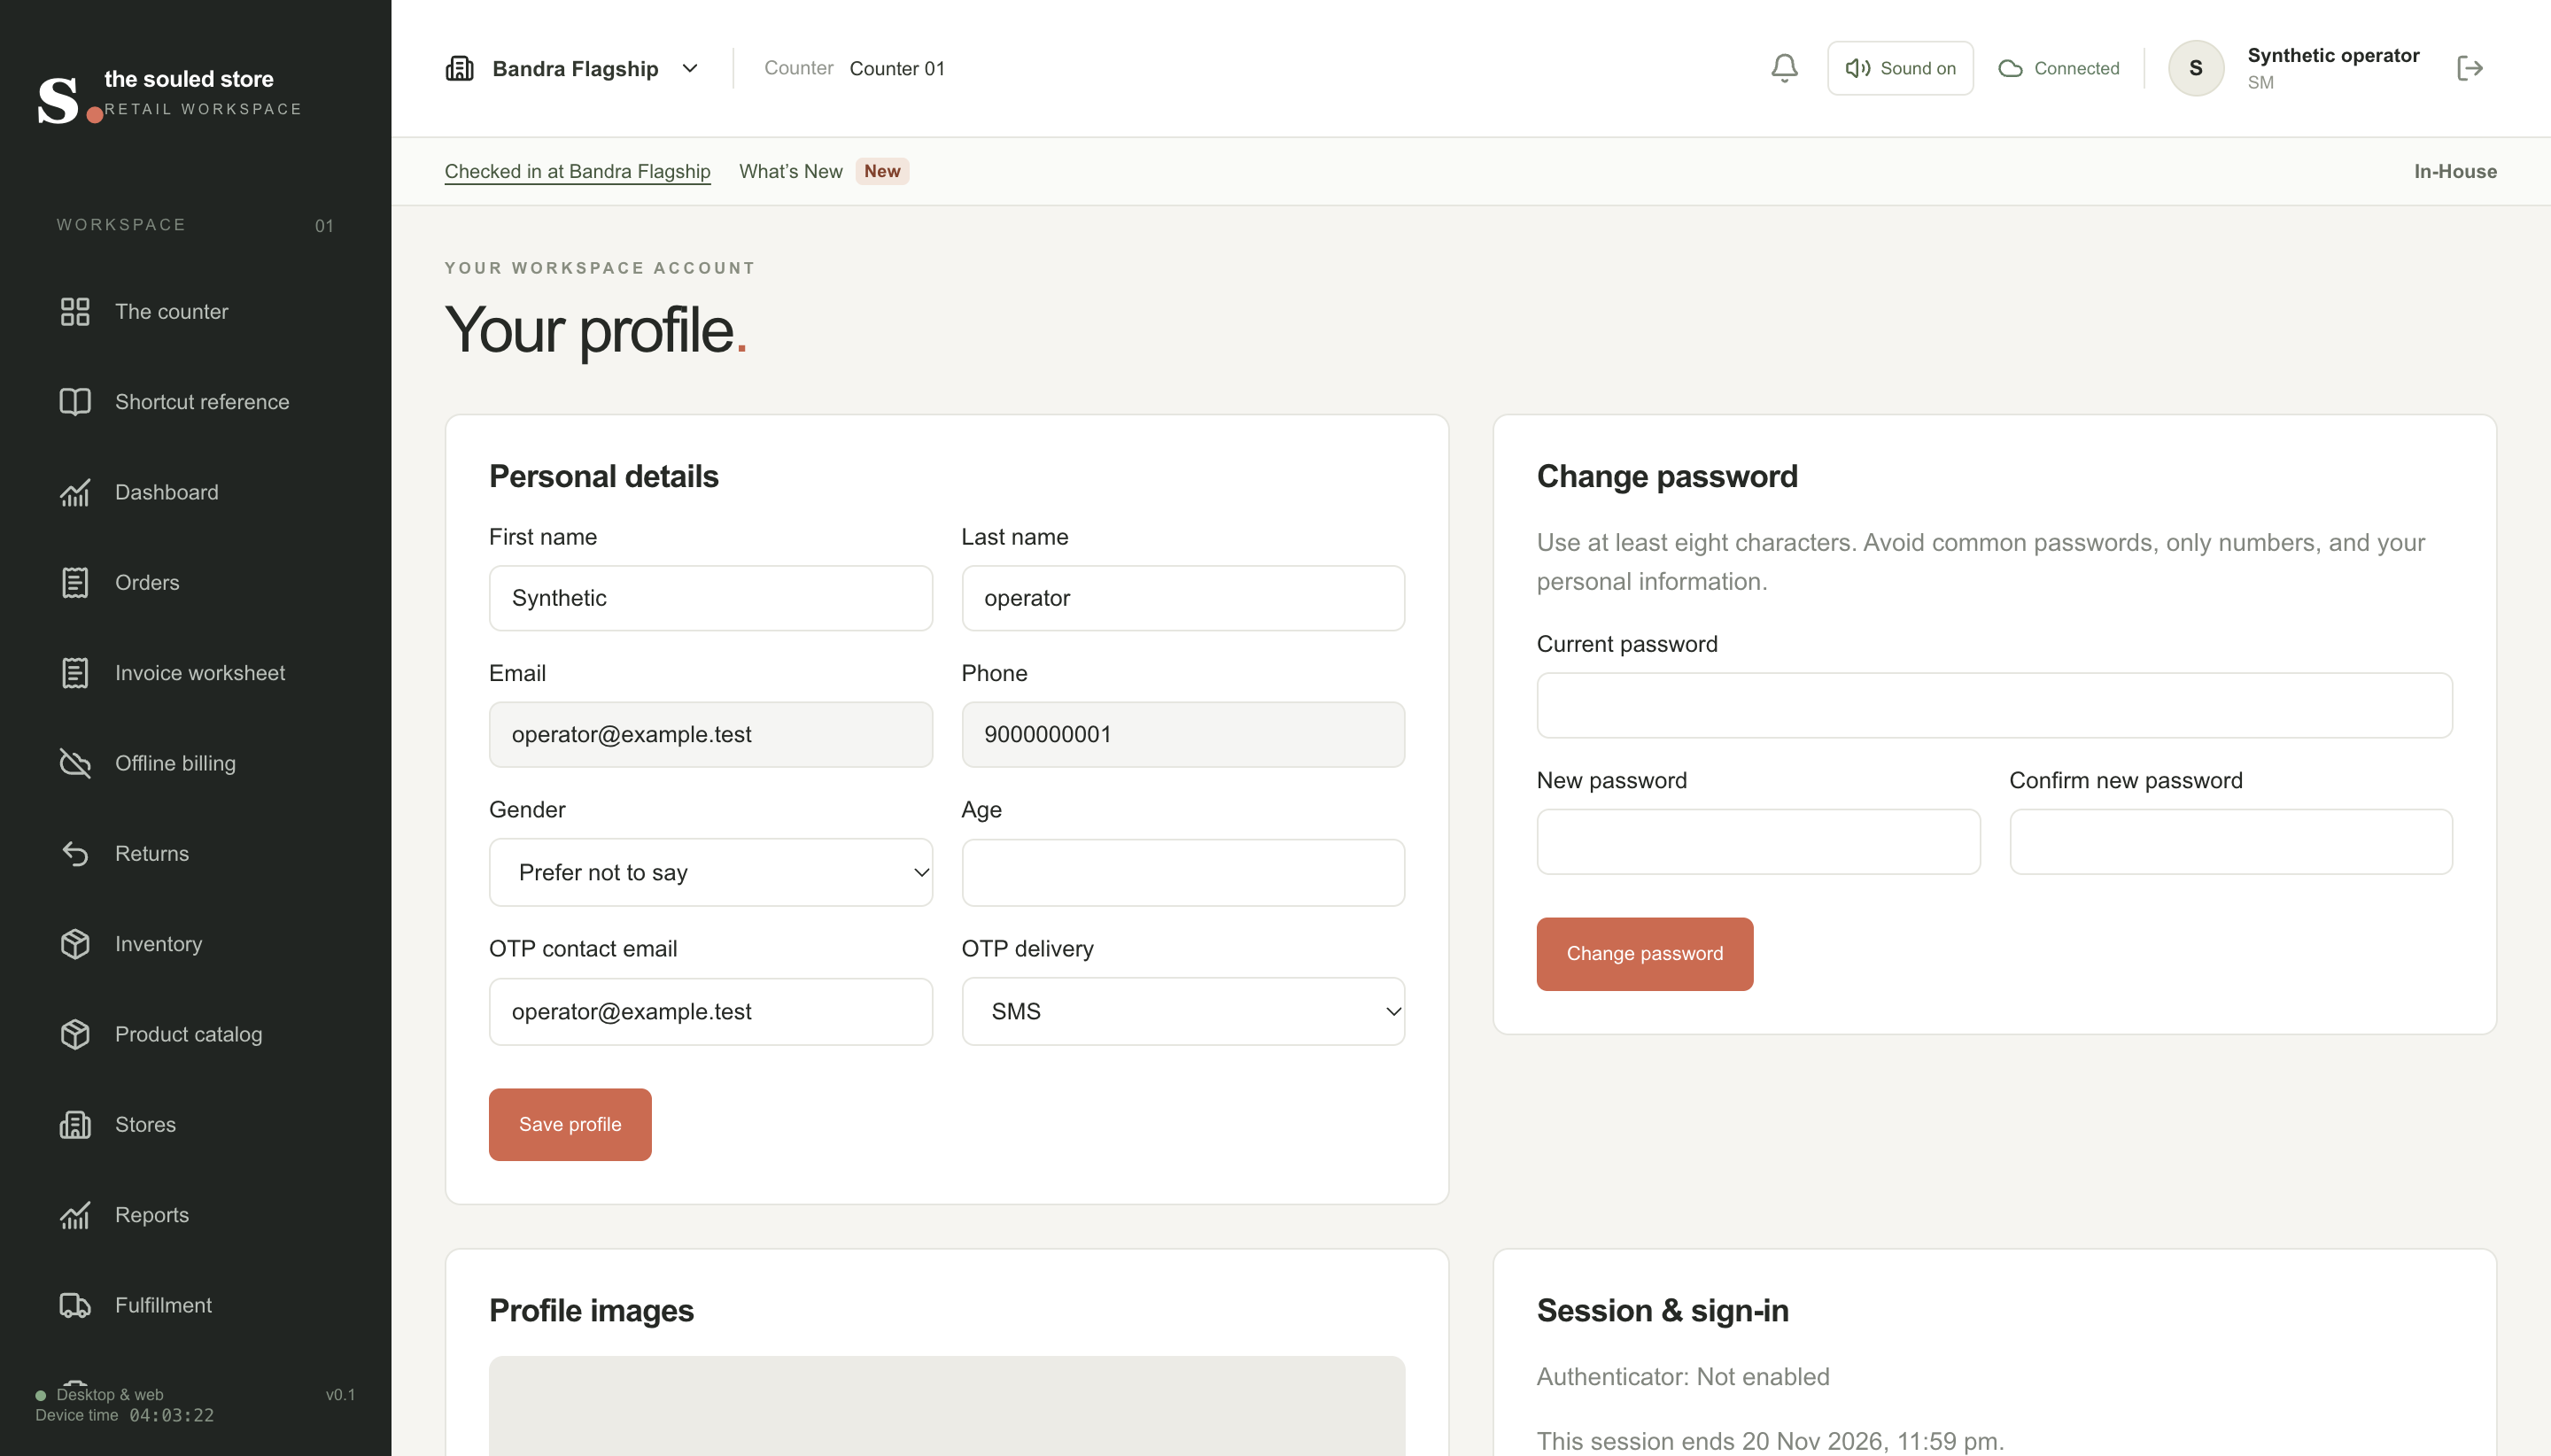 S.
the souled store
RETAIL WORKSPACE
WORKSPACE 01
The counter
Shortcut reference
Dashboard
Orders
Invoice worksheet
Offline billing
Returns
Inventory
Product catalog
Stores
Reports
Fulfillment
Desktop & web v0.1
Device time 04:03:22
Bandra Flagship
Counter Counter 01
Sound on
Connected
S
Synthetic operator
SM
Checked in at Bandra Flagship
What’s New New
In-House
YOUR WORKSPACE ACCOUNT
Your profile.
Personal details
First name
Last name
Synthetic
operator
Email
Phone
operator@example.test
9000000001
Gender
Age
Prefer not to say
OTP contact email
OTP delivery
operator@example.test
SMS
Save profile
Change password
Use at least eight characters. Avoid common passwords, only numbers, and your
personal information.
Current password
New password
Confirm new password
Change password
Profile images
Session & sign-in
Authenticator: Not enabled
This session ends 20 Nov 2026, 11:59 pm.